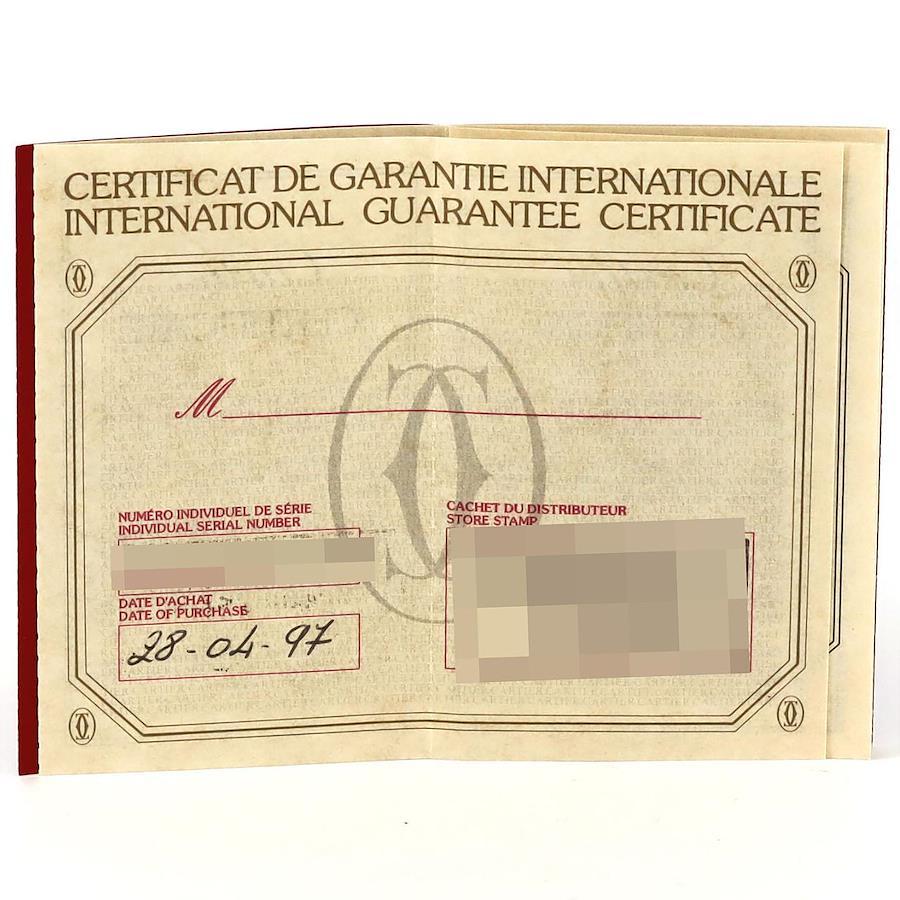 CERTIFICAT DE GARANTIE INTERNATIONALE
INTERNATIONAL GUARANTEE CERTIFICATE
M
NUMÉRO INDIVIDUEL DE SÉRIE
INDIVIDUAL SERIAL NUMBER
CACHET DU DISTRIBUTEUR
STORE STAMP
DATE D'ACHAT
DATE OF PURCHASE
28-04-97